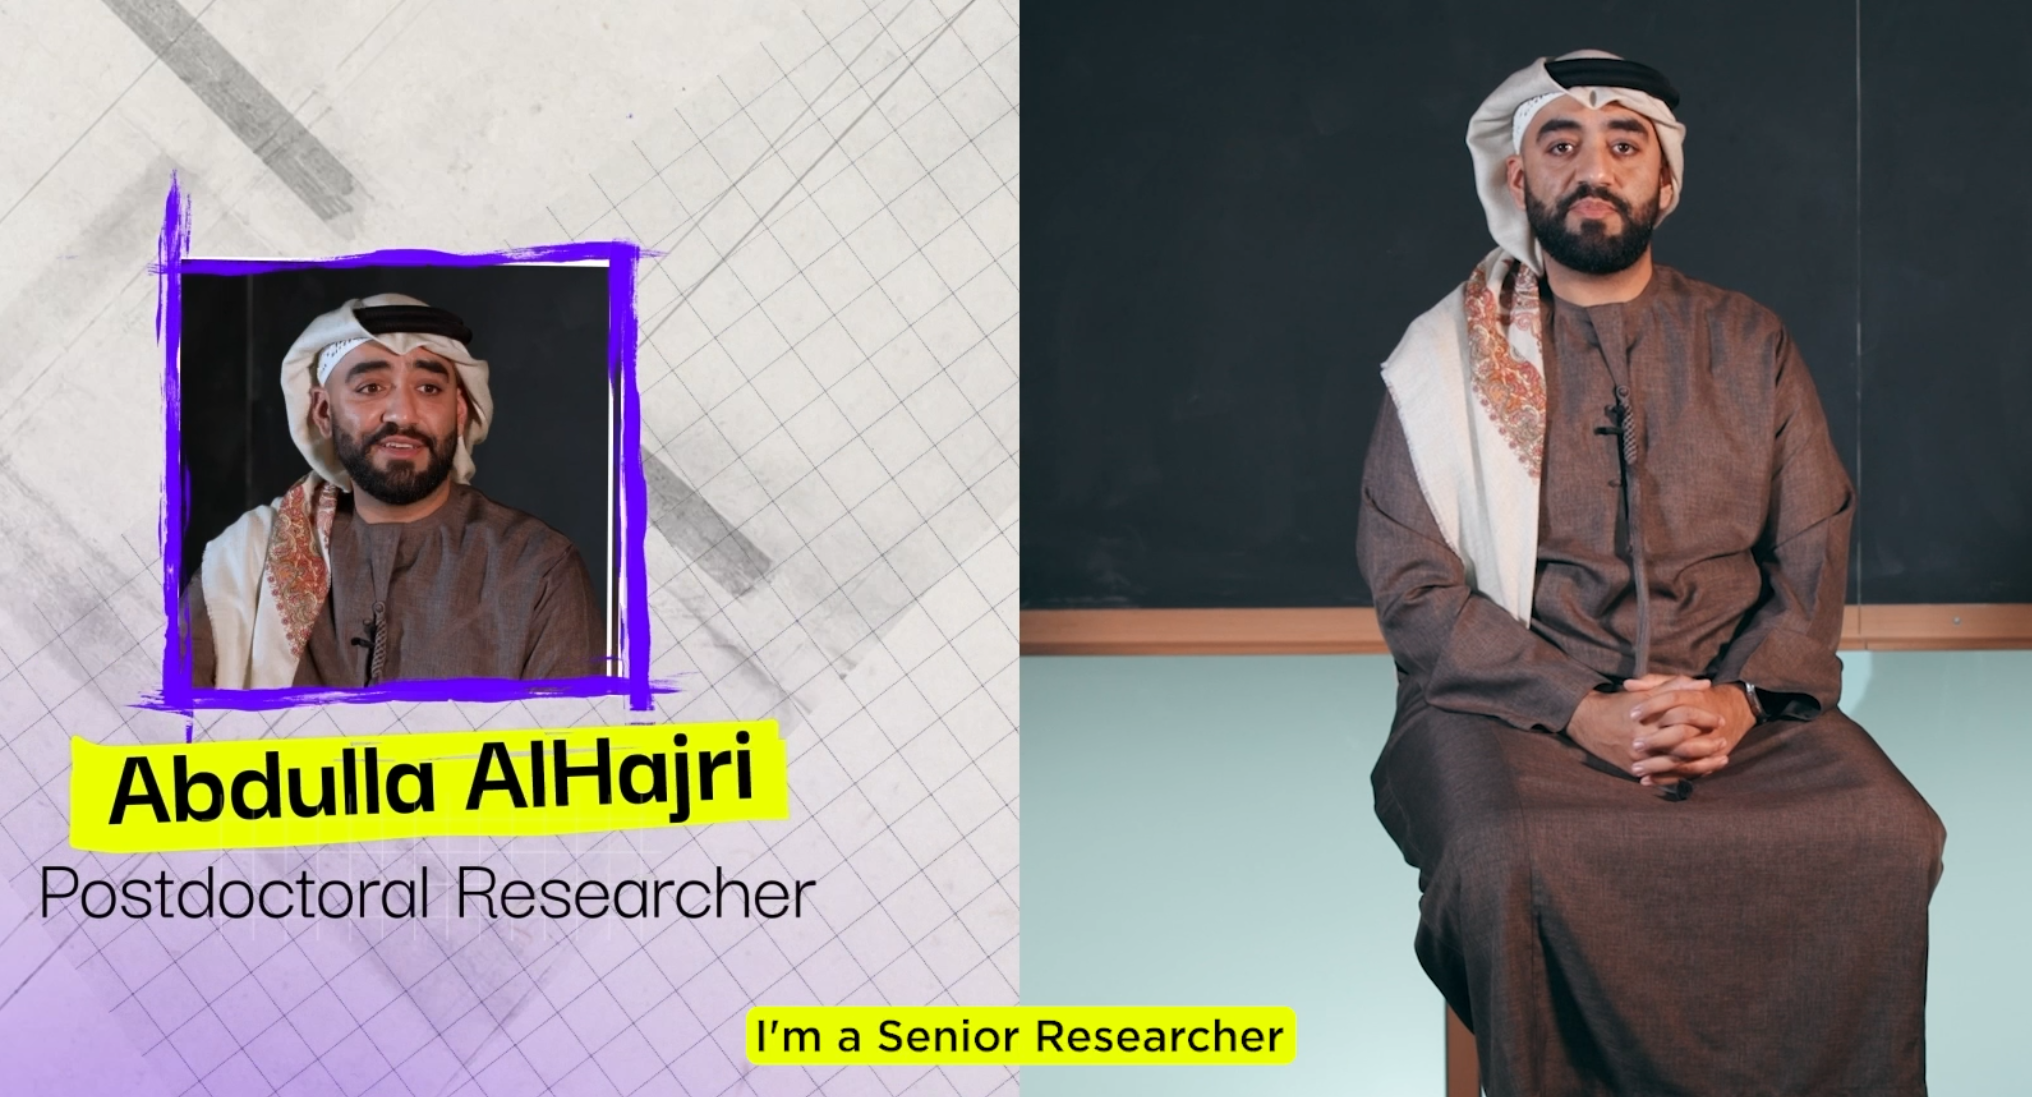 Abdulla AlHajri
Postdoctoral Researcher
I'm a Senior Researcher